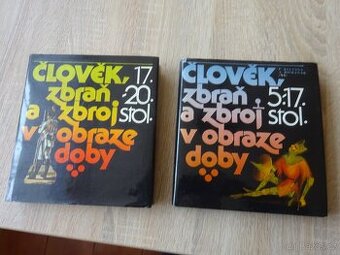 ČLOVĚK, 17.
zbraň -20.
a zbroj stol.
v obraze
doby
ČLOVĚK,
zbraň 5.-17.
a zbroj stol.
v obraze
doby